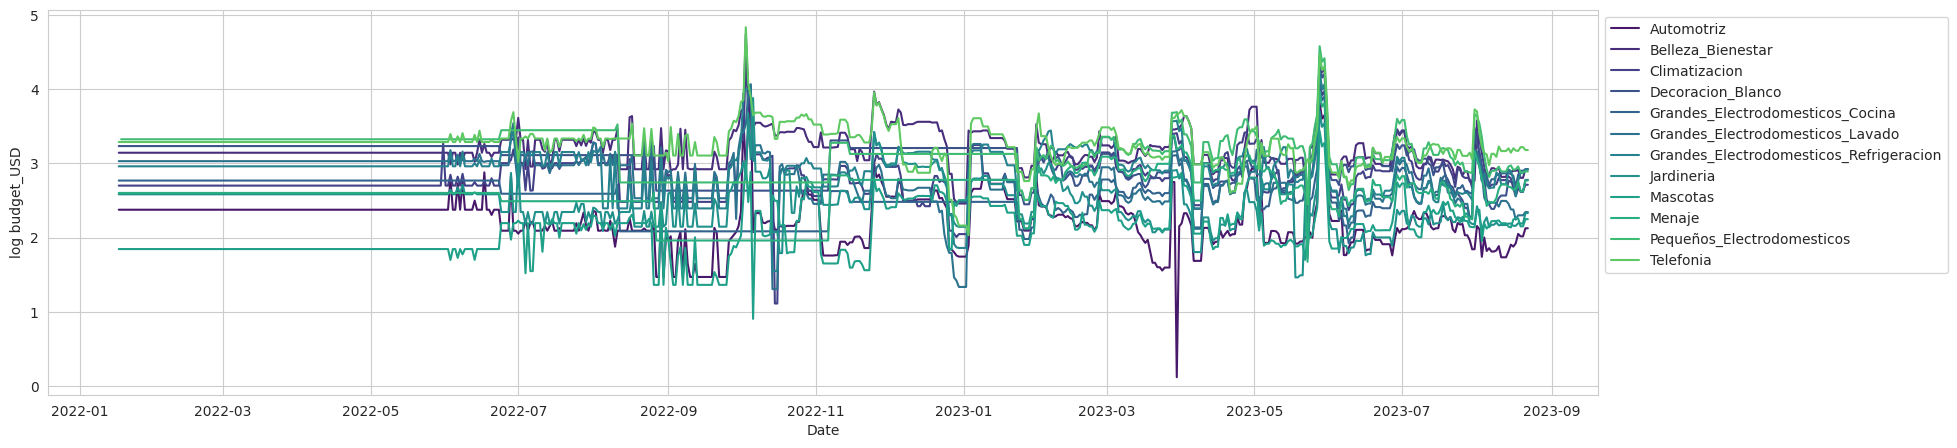 5
4
3
2
1
0
log budget_USD
2022-01 2022-03 2022-05 2022-07 2022-09 2022-11 2023-01 2023-03 2023-05 2023-07 2023-09
Date
Automotriz
Belleza_Bienestar
Climatizacion
Decoracion_Blanco
Grandes_Electrodomesticos_Cocina
Grandes_Electrodomesticos_Lavado
Grandes_Electrodomesticos_Refrigeracion
Jardineria
Mascotas
Menaje
Pequeños_Electrodomesticos
Telefonia